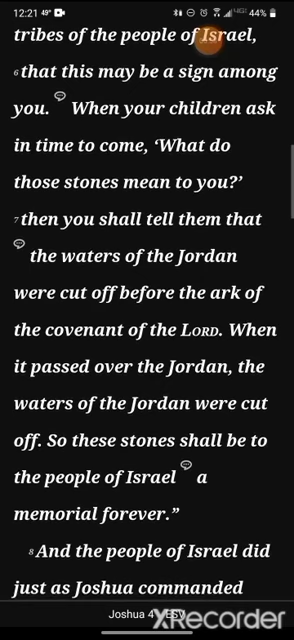 12:21 49° 44%
tribes of the people of Israel,
6 that this may be a sign among
you. When your children ask
in time to come, ‘What do
those stones mean to you?’
7 then you shall tell them that
the waters of the Jordan
were cut off before the ark of
the covenant of the LORD. When
it passed over the Jordan, the
waters of the Jordan were cut
off. So these stones shall be to
the people of Israel a
memorial forever.”
8 And the people of Israel did
just as Joshua commanded
Joshua 4 ESV
XRecorder